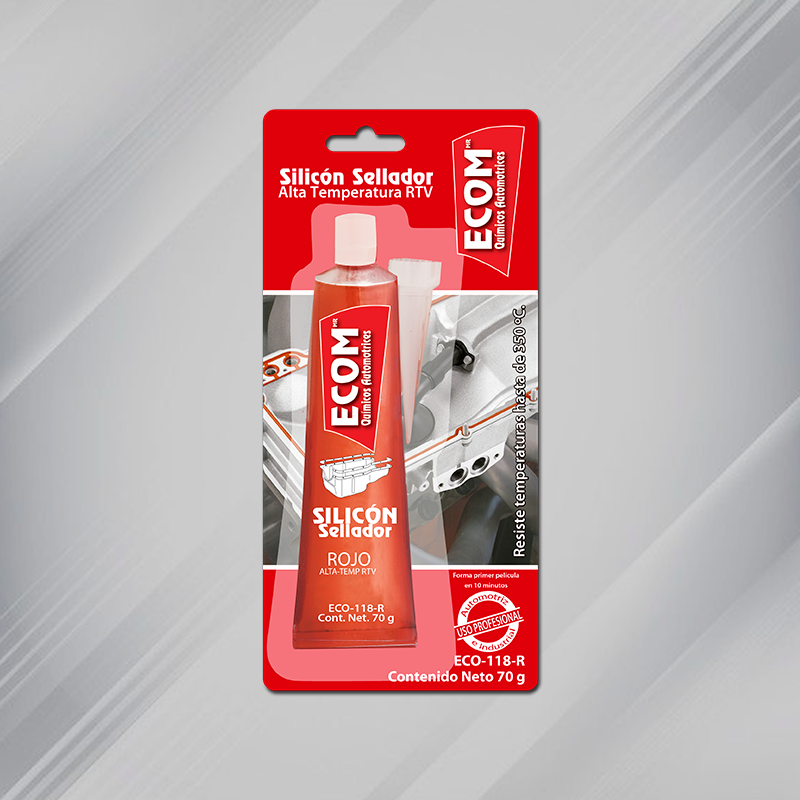 Silicón Sellador
Alta Temperatura RTV
ECOM MR
Químicos Automotrices
ECOM MR
Químicos Automotrices
SILICÓN
Sellador
ROJO
ALTA-TEMP RTV
ECO-118-R
Cont. Net. 70 g
Resiste temperaturas hasta de 350 °C.
Forma primer película
en 10 minutos
Automotriz
USO PROFESIONAL
e Industrial
ECO-118-R
Contenido Neto 70 g